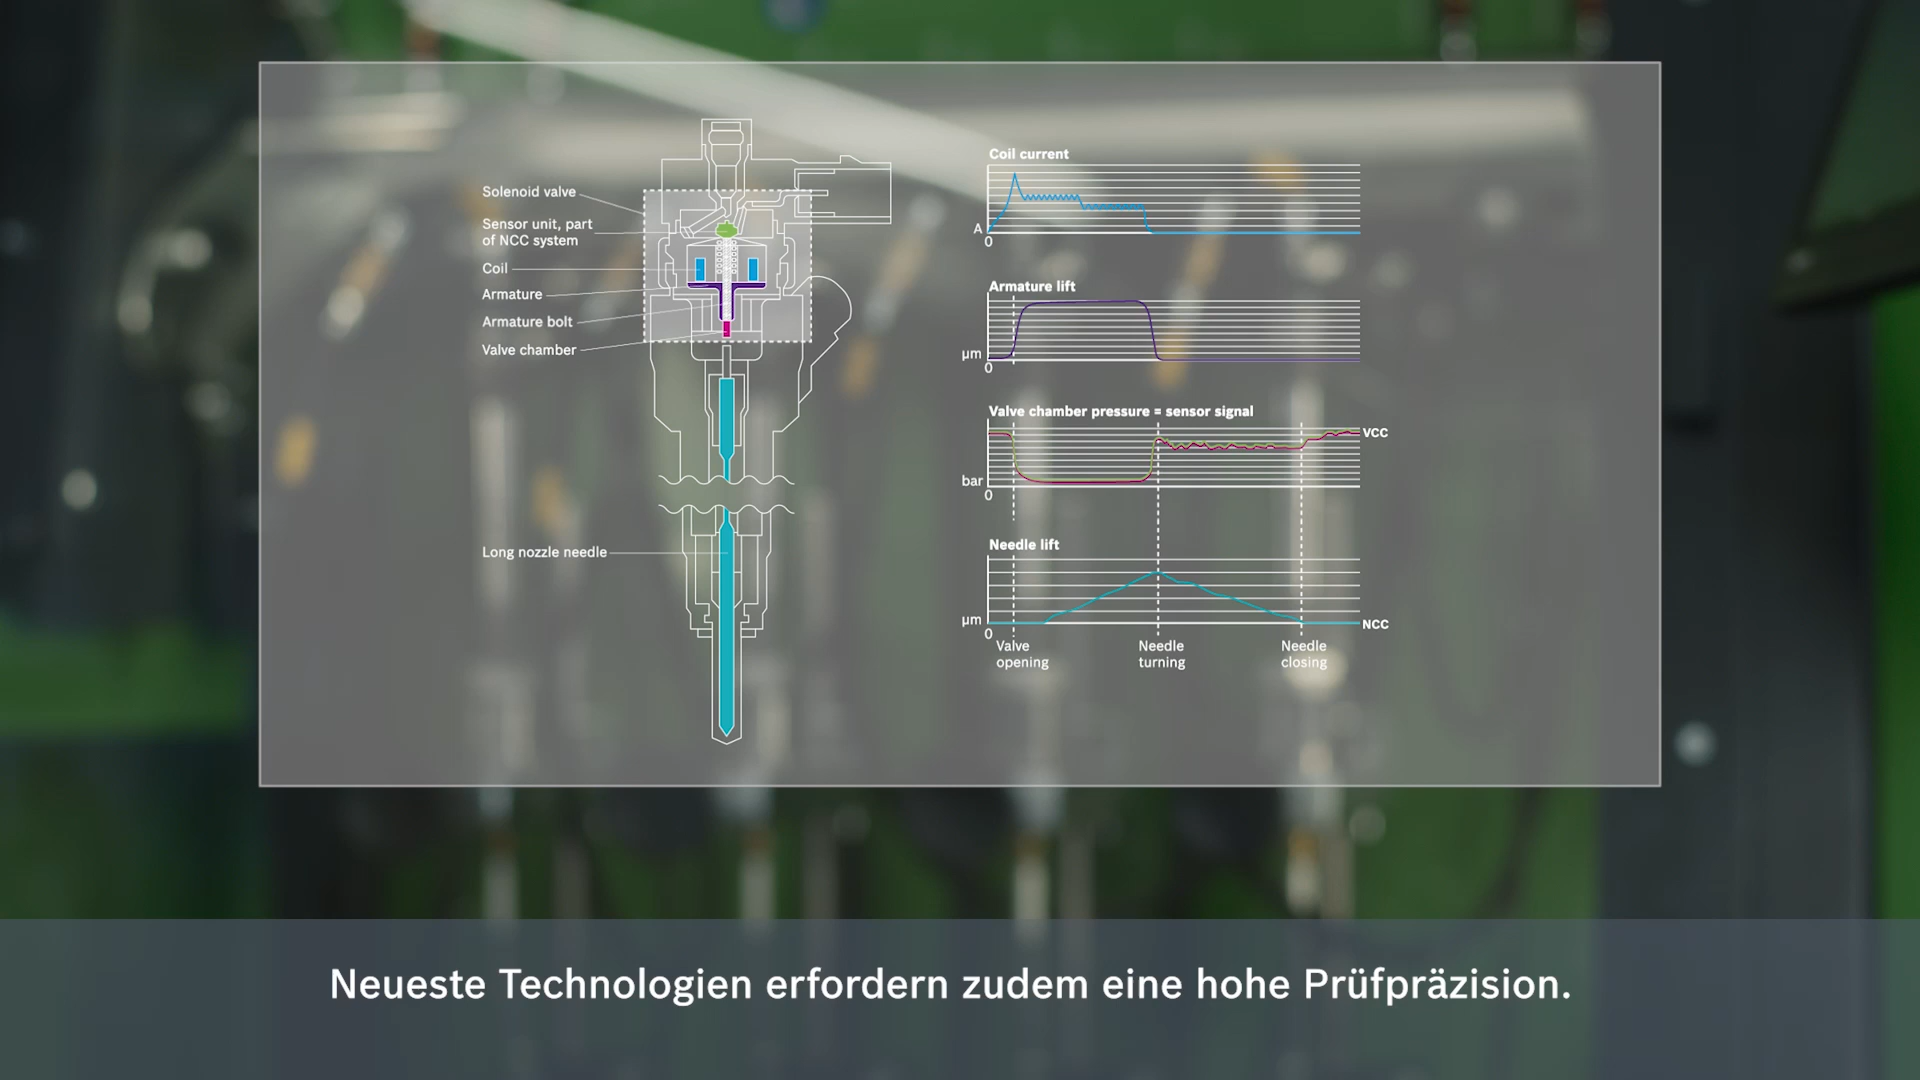 Solenoid valve
Sensor unit, part
of NCC system
Coil
Armature
Armature bolt
Valve chamber
Long nozzle needle
Coil current
A
0
Armature lift
µm
0
Valve chamber pressure = sensor signal
VCC
bar
0
Needle lift
µm
0
NCC
Valve
opening
Needle
turning
Needle
closing
Neueste Technologien erfordern zudem eine hohe Prüfpräzision.